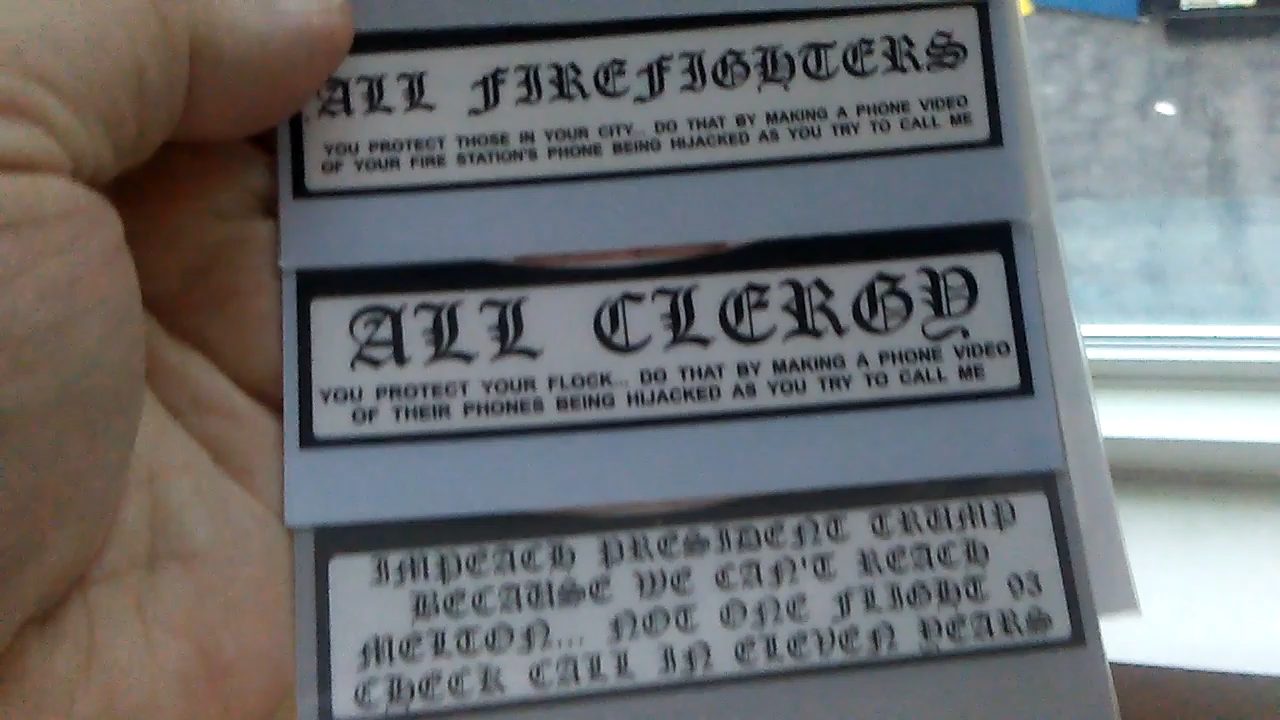 ALL FIREFIGHTERS
YOU PROTECT THOSE IN YOUR CITY... DO THAT BY MAKING A PHONE VIDEO
OF YOUR FIRE STATION'S PHONE BEING HIJACKED AS YOU TRY TO CALL ME
ALL CLERGY
YOU PROTECT YOUR FLOCK... DO THAT BY MAKING A PHONE VIDEO
OF THEIR PHONES BEING HIJACKED AS YOU TRY TO CALL ME
IMPEACH PRESIDENT TRUMP
BECAUSE WE CAN'T REACH
MELTON... NOT ONE FLIGHT 93
CHECK CALL IN ELEVEN YEARS